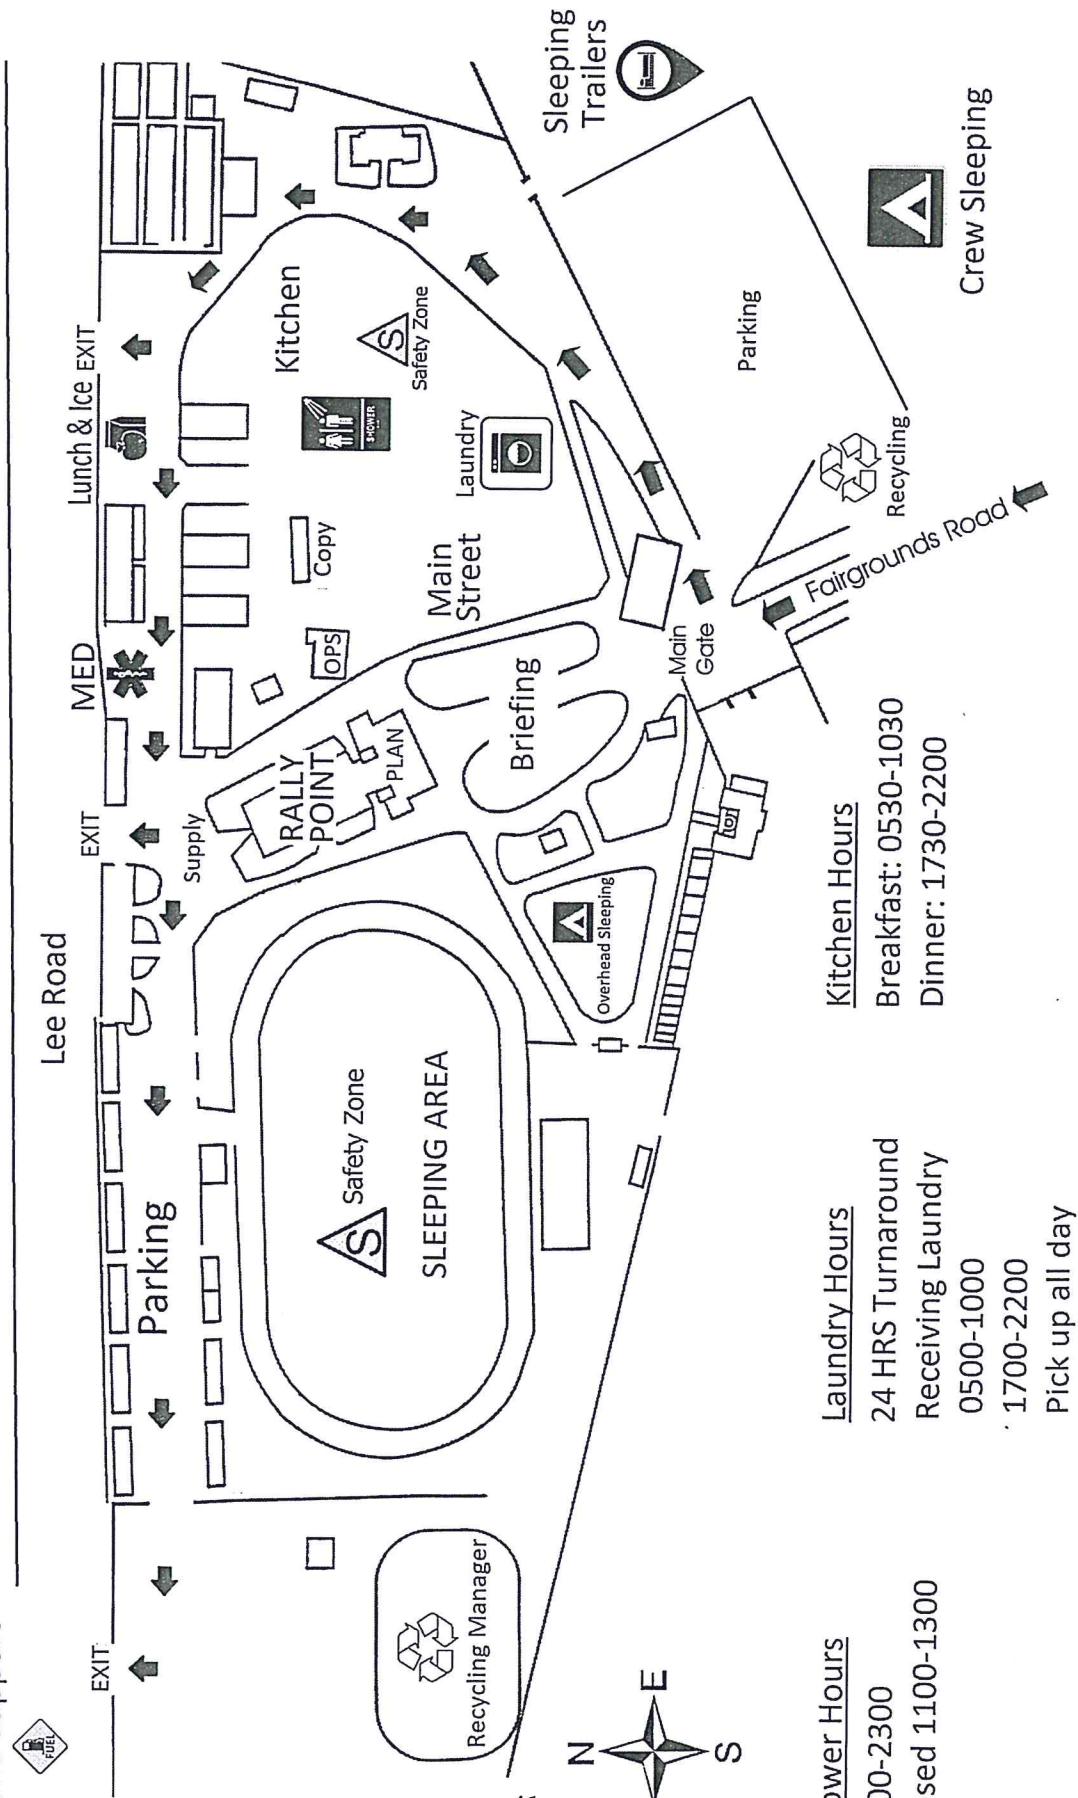 FUEL
Lee Road
EXIT
EXIT
MED
Lunch & Ice
EXIT
Parking
Supply
RALLY
POINT
PLAN
OPS
Copy
Kitchen
SHOWER
S
Safety Zone
S
Safety Zone
SLEEPING AREA
Main
Street
Laundry
Briefing
Recycling Manager
Overhead Sleeping
Sleeping
Trailers
Main
Gate
Parking
Fairgrounds Road
Recycling
Crew Sleeping
N
E
S
Hours
1100-1300
Laundry Hours
24 HRS Turnaround
Receiving Laundry
0500-1000
1700-2200
Pick up all day
Kitchen Hours
Breakfast: 0530-1030
Dinner: 1730-2200